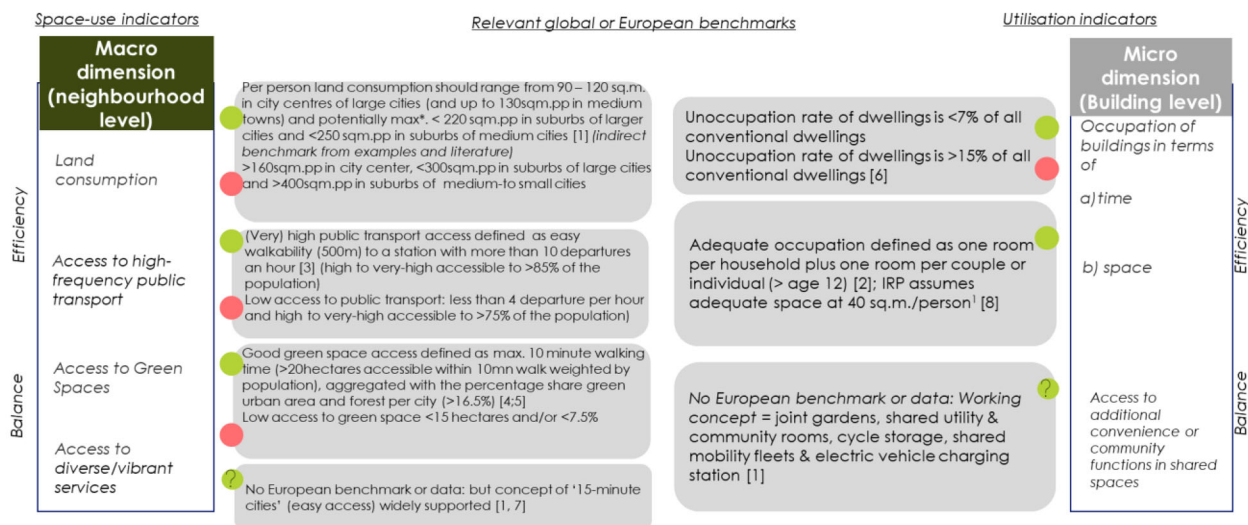 Space-use indicators
Relevant global or European benchmarks
Utilisation indicators
Macro
dimension
(neighbourhood
level)
Land
consumption
Access to high-
frequency public
transport
Access to Green
Spaces
Access to
diverse/vibrant
services
Efficiency
Balance
Per person land consumption should range from 90 – 120 sq.m.
in city centres of large cities (and up to 130sqm.pp in medium
towns) and potentially max*. < 220 sqm.pp in suburbs of larger
cities and <250 sqm.pp in suburbs of medium cities [1] (indirect
benchmark from examples and literature)
>160sqm.pp in city center, <300sqm.pp in suburbs of large cities
and >400sqm.pp in suburbs of medium-to small cities
(Very) high public transport access defined as easy
walkability (500m) to a station with more than 10 departures
an hour [3] (high to very-high accessible to >85% of the
population)
Low access to public transport: less than 4 departure per hour
and high to very-high accessible to >75% of the population)
Good green space access defined as max. 10 minute walking
time (>20hectares accessible within 10mn walk weighted by
population), aggregated with the percentage share green
urban area and forest per city (>16.5%) [4;5]
Low access to green space <15 hectares and/or <7.5%
?
No European benchmark or data: but concept of '15-minute
cities' (easy access) widely supported [1, 7]
Unoccupation rate of dwellings is <7% of all
conventional dwellings
Unoccupation rate of dwellings is >15% of all
conventional dwellings [6]
Adequate occupation defined as one room
per household plus one room per couple or
individual (> age 12) [2]; IRP assumes
adequate space at 40 sq.m./person¹ [8]
?
No European benchmark or data: Working
concept = joint gardens, shared utility &
community rooms, cycle storage, shared
mobility fleets & electric vehicle charging
station [1]
Micro
dimension
(Building level)
Occupation of
buildings in terms
of
a) time
b) space
Access to
additional
convenience or
community
functions in shared
spaces
Efficiency
Balance